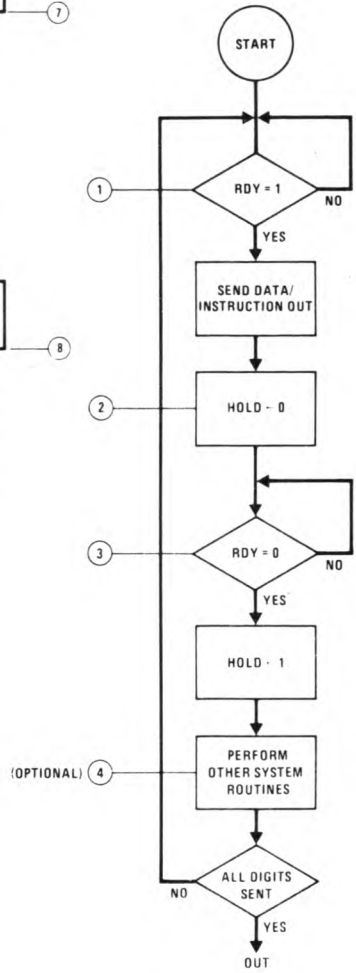 7
START
1
RDY = 1
NO
YES
SEND DATA/
INSTRUCTION OUT
8
2
HOLD - 0
3
RDY = 0
NO
YES
HOLD - 1
(OPTIONAL) 4
PERFORM
OTHER SYSTEM
ROUTINES
ALL DIGITS
SENT
NO
YES
OUT